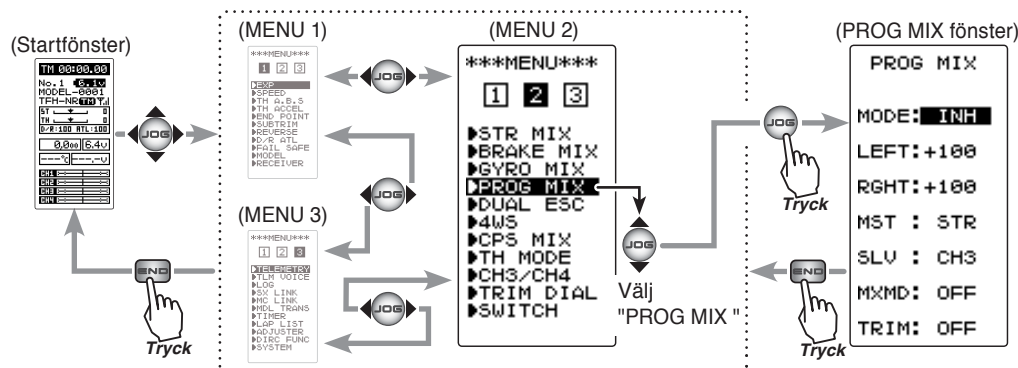 (Startfönster)
TM 00:00.00
No.1 6.1v
MODEL-0001
TFH-NR TM
ST 0
TH 0
D/R:100 ATL:100
0,0 6.4v
---°C ---.-v
CH1
CH2
CH3
CH4
JOG
END
Tryck
(MENU 1)
***MENU***
1 2 3
EXP
SPEED
TH A.B.S
TH ACCEL
END POINT
SUBTRIM
REVERSE
D/R ATL
FAIL SAFE
MODEL
RECEIVER
JOG
JOG
(MENU 3)
***MENU***
1 2 3
TELEMETRY
TLM VOICE
LOG
SX LINK
MC LINK
MDL TRANS
TIMER
LAP LIST
ADJUSTER
DIRC FUNC
SYSTEM
JOG
(MENU 2)
***MENU***
1 2 3
STR MIX
BRAKE MIX
GYRO MIX
PROG MIX
DUAL ESC
4WS
CPS MIX
TH MODE
CH3/CH4
TRIM DIAL
SWITCH
JOG
Välj
"PROG MIX "
JOG
Tryck
END
Tryck
(PROG MIX fönster)
PROG MIX
MODE: INH
LEFT:+100
RGHT:+100
MST : STR
SLV : CH3
MXMD: OFF
TRIM: OFF